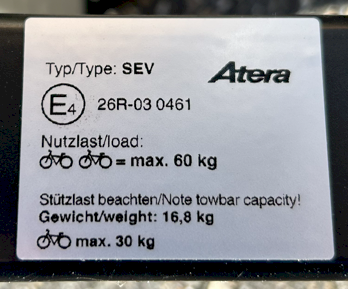 Typ/Type: SEV
Atera
E4 26R-03 0461
Nutzlast/load:
= max. 60 kg
Stützlast beachten/Note towbar capacity!
Gewicht/weight: 16,8 kg
max. 30 kg